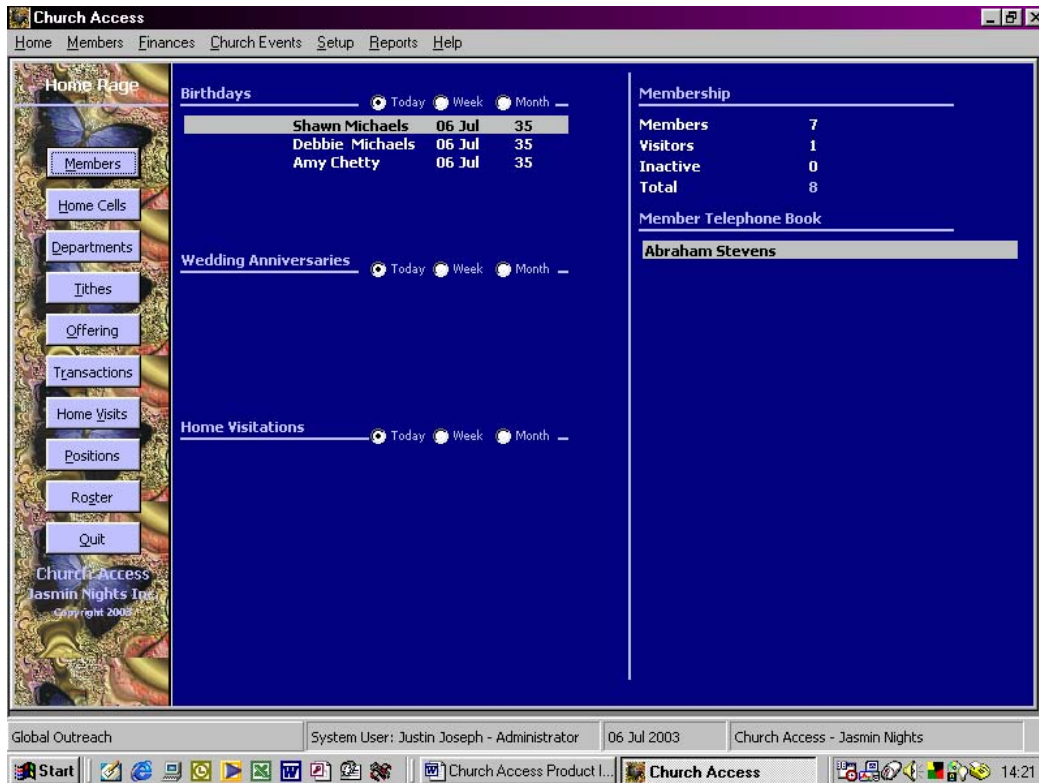 Church Access
Home Members Finances Church Events Setup Reports Help
Home Page
Members
Home Cells
Departments
Tithes
Offering
Transactions
Home Visits
Positions
Roster
Quit
Church Access
Jasmin Nights Inc.
Copyright 2003
Birthdays Today Week Month
Shawn Michaels 06 Jul 35
Debbie Michaels 06 Jul 35
Amy Chetty 06 Jul 35
Wedding Anniversaries Today Week Month
Home Visitations Today Week Month
Membership
Members 7
Visitors 1
Inactive 0
Total 8
Member Telephone Book
Abraham Stevens
Global Outreach System User: Justin Joseph - Administrator 06 Jul 2003 Church Access - Jasmin Nights
Start Church Access Product I... Church Access 14:21